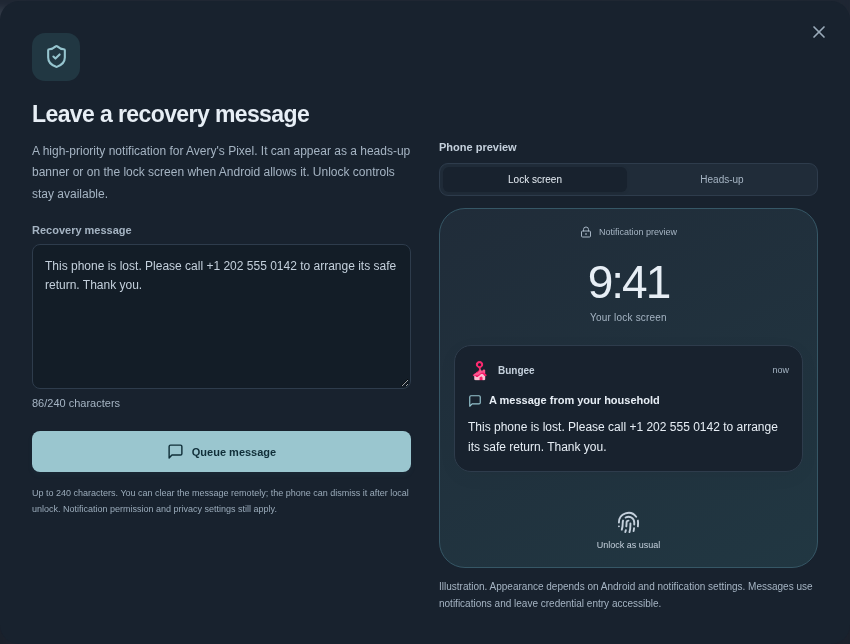 Leave a recovery message
A high-priority notification for Avery's Pixel. It can appear as a heads-up
banner or on the lock screen when Android allows it. Unlock controls
stay available.
Recovery message
This phone is lost. Please call +1 202 555 0142 to arrange its safe
return. Thank you.
86/240 characters
Queue message
Up to 240 characters. You can clear the message remotely; the phone can dismiss it after local
unlock. Notification permission and privacy settings still apply.
Phone preview
Lock screen
Heads-up
Notification preview
9:41
Your lock screen
Bungee
now
A message from your household
This phone is lost. Please call +1 202 555 0142 to arrange
its safe return. Thank you.
Unlock as usual
Illustration. Appearance depends on Android and notification settings. Messages use
notifications and leave credential entry accessible.